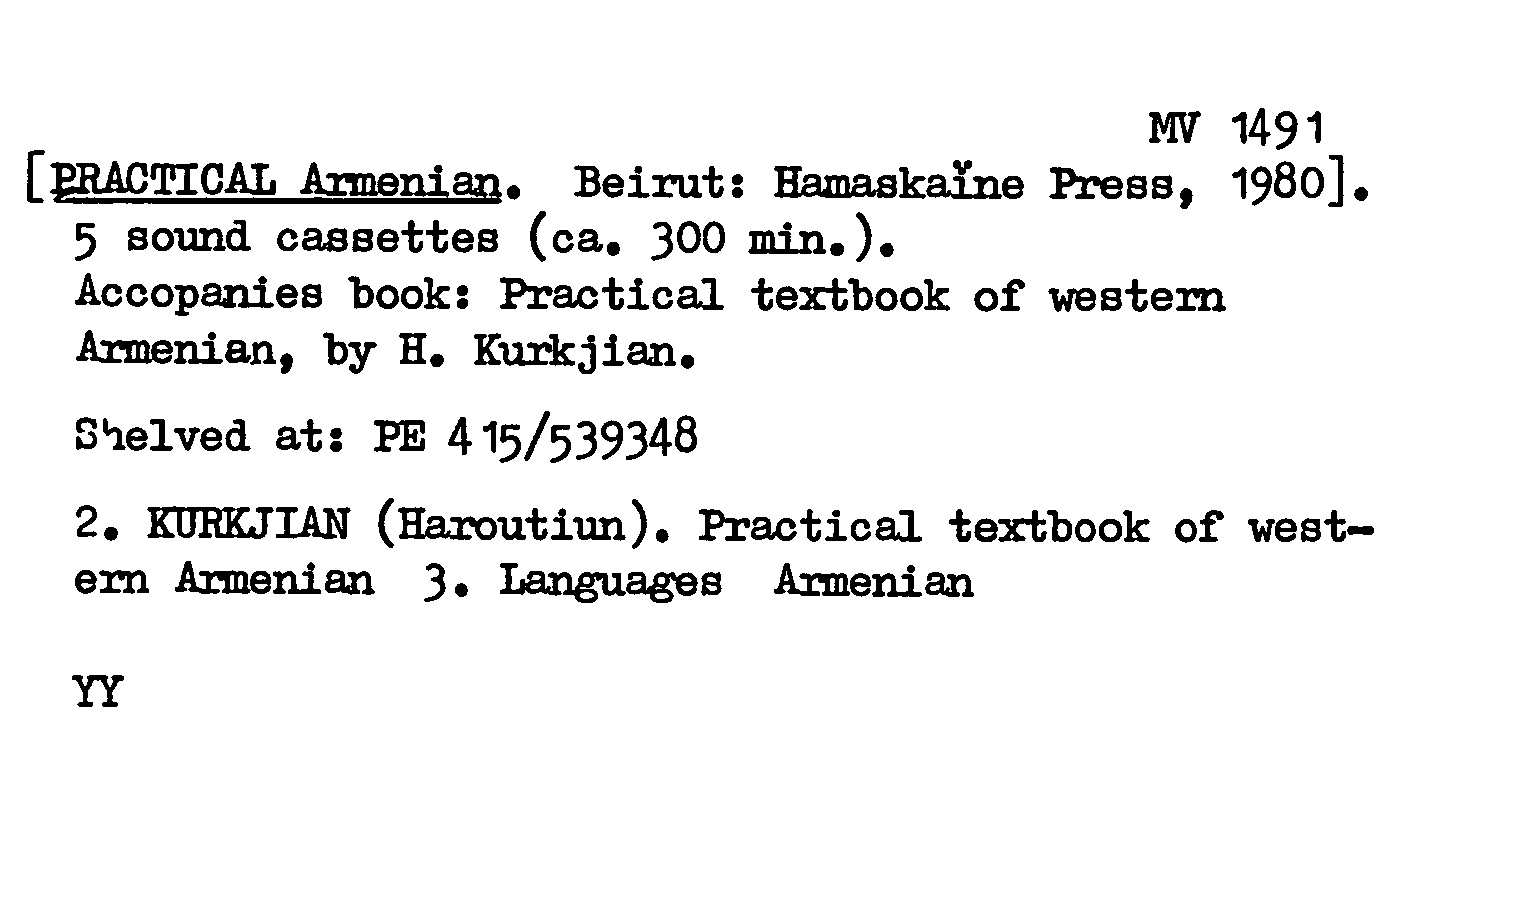 MV 1491
[PRACTICAL Armenian. Beirut: Hamaskaïne Press, 1980].
5 sound cassettes (ca. 300 min.).
Accopanies book: Practical textbook of western
Armenian, by H. Kurkjian.
Shelved at: PE 415/539348
2. KURKJIAN (Haroutiun). Practical textbook of west-
ern Armenian 3. Languages Armenian
YY